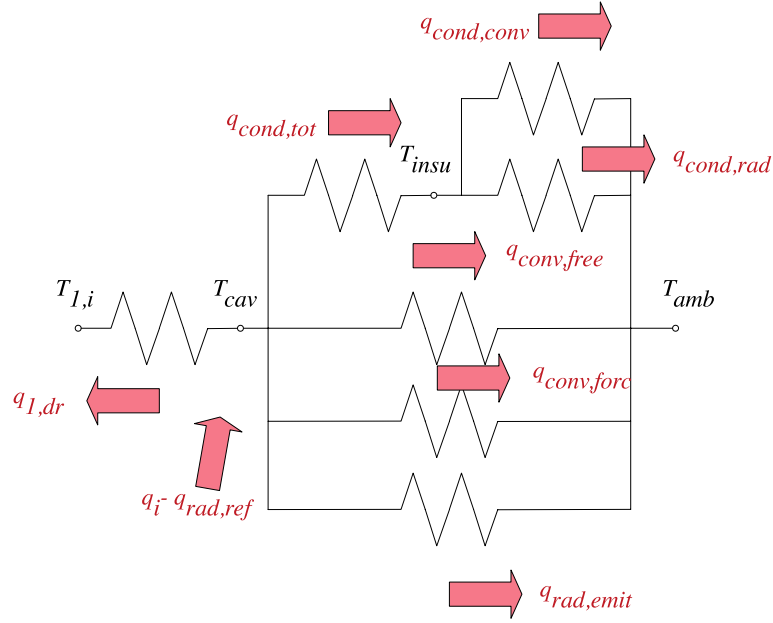 q_cond,conv
q_cond,tot
T_insu
q_cond,rad
q_conv,free
T_1,i
T_cav
T_amb
q_conv,forc
q_1,dr
q_i- q_rad,ref
q_rad,emit